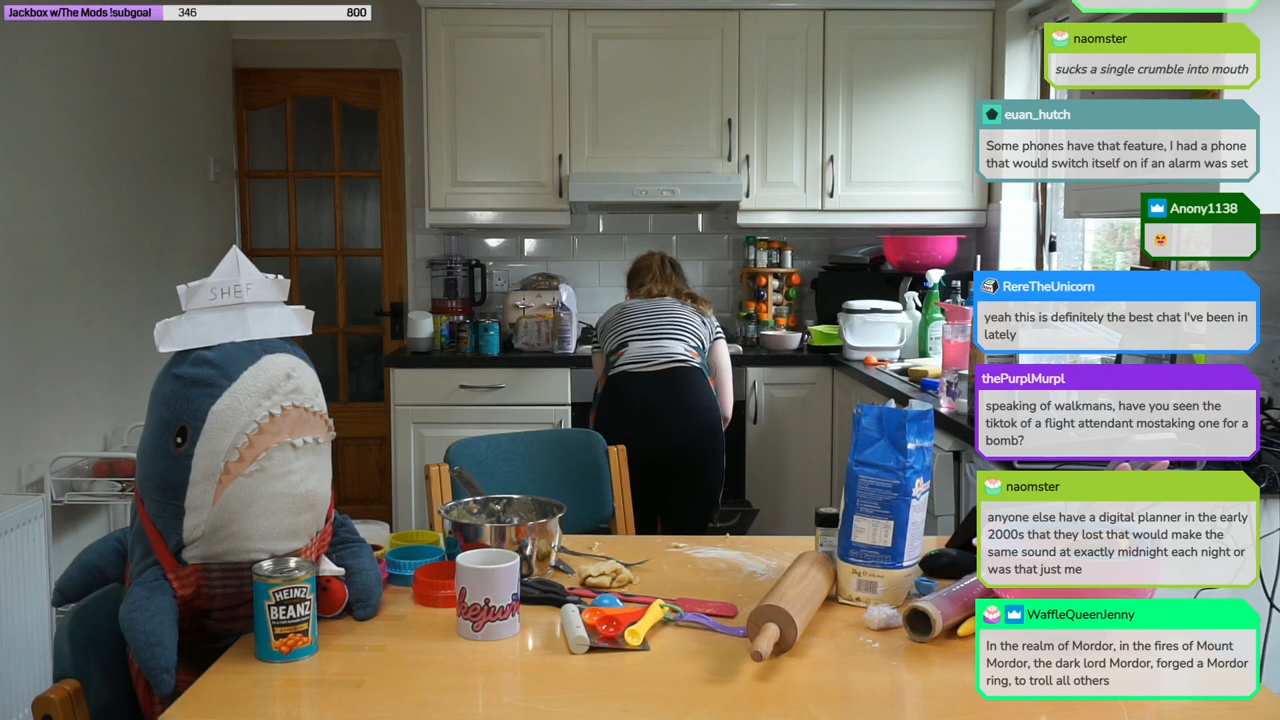 Jackbox w/The Mods !subgoal 346 800
SHEF
HEINZ
BEANZ
kejum
naomster
sucks a single crumble into mouth
euan_hutch
Some phones have that feature, I had a phone
that would switch itself on if an alarm was set
Anony1138
RereTheUnicorn
yeah this is definitely the best chat I've been in
lately
thePurplMurpl
speaking of walkmans, have you seen the
tiktok of a flight attendant mostaking one for a
bomb?
naomster
anyone else have a digital planner in the early
2000s that they lost that would make the
same sound at exactly midnight each night or
was that just me
WaffleQueenJenny
In the realm of Mordor, in the fires of Mount
Mordor, the dark lord Mordor, forged a Mordor
ring, to troll all others